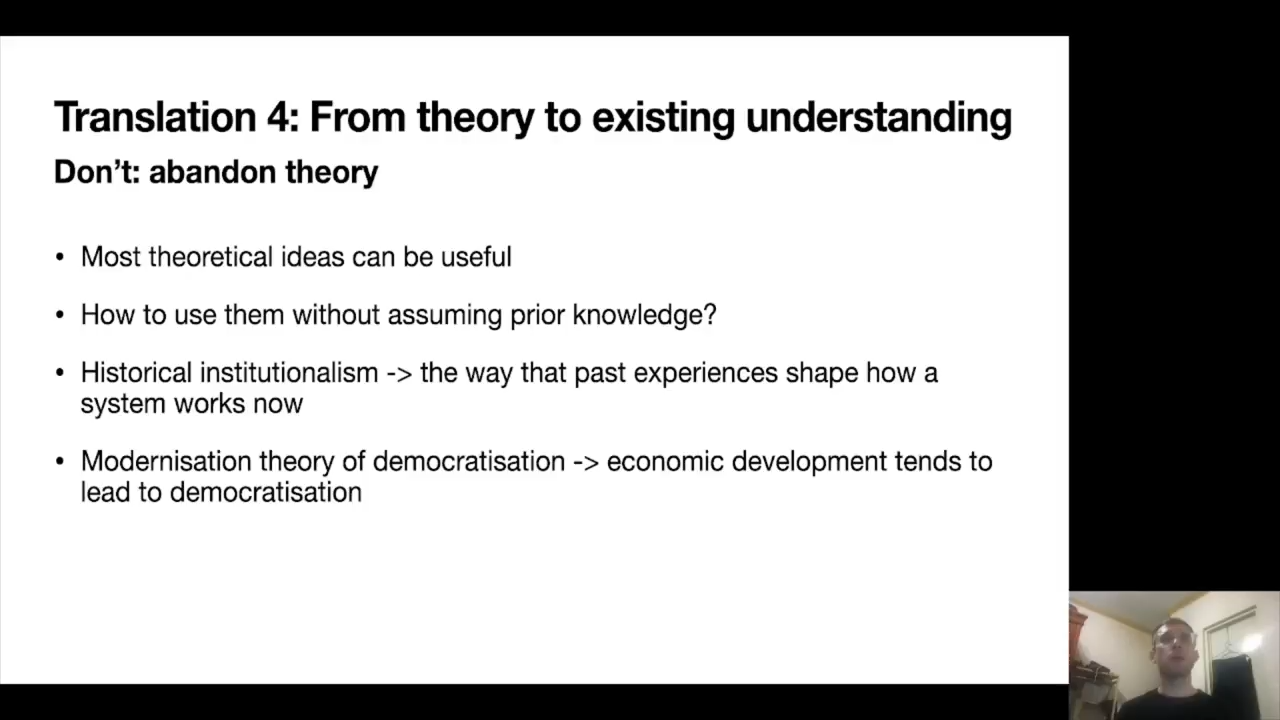 Translation 4: From theory to existing understanding
Don't: abandon theory
• Most theoretical ideas can be useful
• How to use them without assuming prior knowledge?
• Historical institutionalism -> the way that past experiences shape how a
system works now
• Modernisation theory of democratisation -> economic development tends to
lead to democratisation